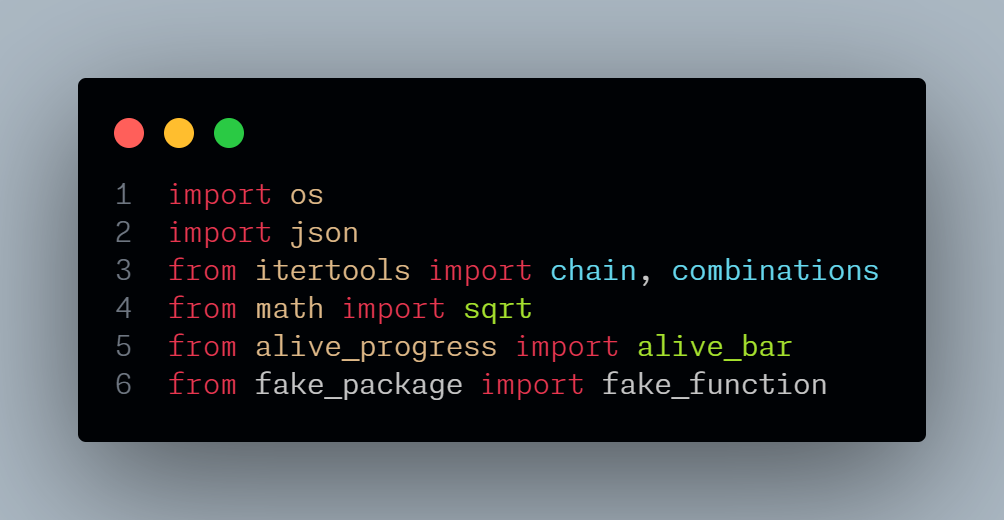 1 import os
2 import json
3 from itertools import chain, combinations
4 from math import sqrt
5 from alive_progress import alive_bar
6 from fake_package import fake_function